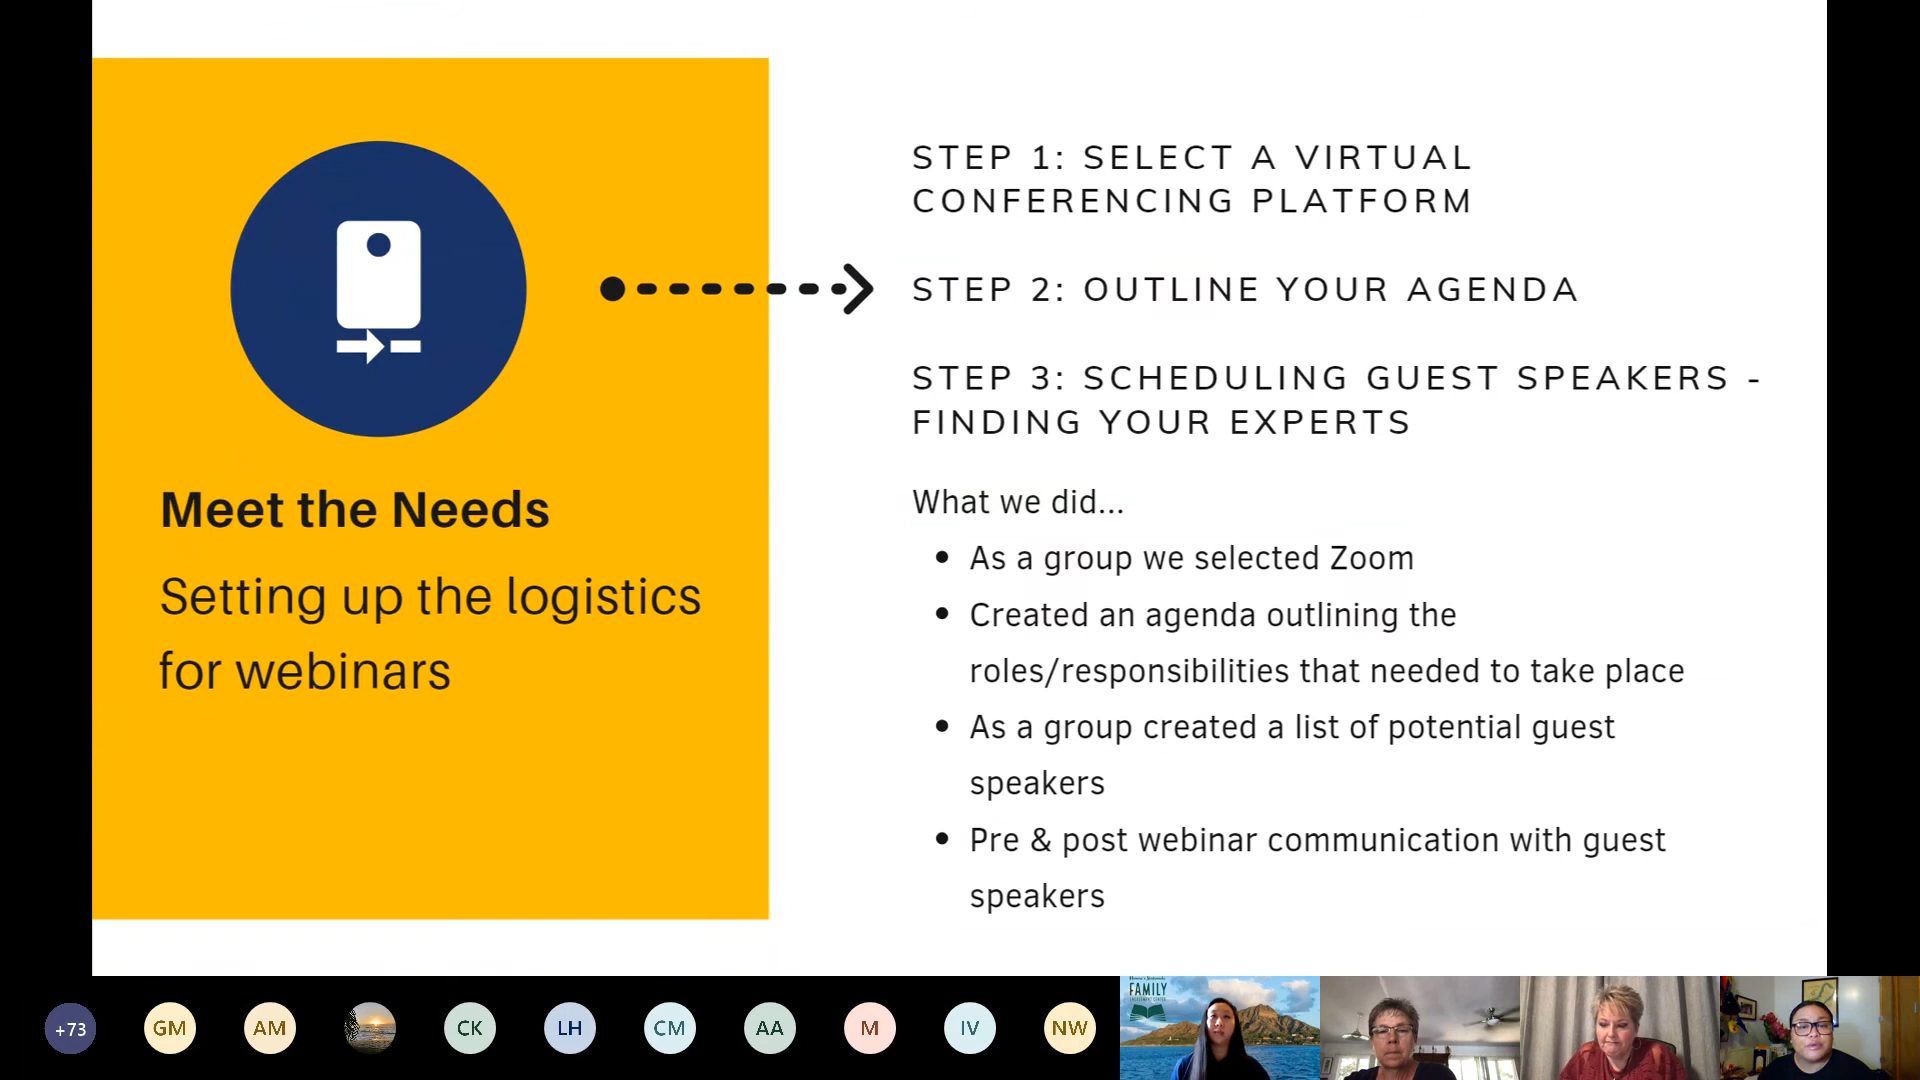 STEP 1: SELECT A VIRTUAL
CONFERENCING PLATFORM
STEP 2: OUTLINE YOUR AGENDA
STEP 3: SCHEDULING GUEST SPEAKERS -
FINDING YOUR EXPERTS
Meet the Needs
Setting up the logistics
for webinars
What we did...
As a group we selected Zoom
Created an agenda outlining the
roles/responsibilities that needed to take place
As a group created a list of potential guest
speakers
Pre & post webinar communication with guest
speakers
+73
GM
AM
CK
LH
CM
AA
M
IV
NW
FAMILY